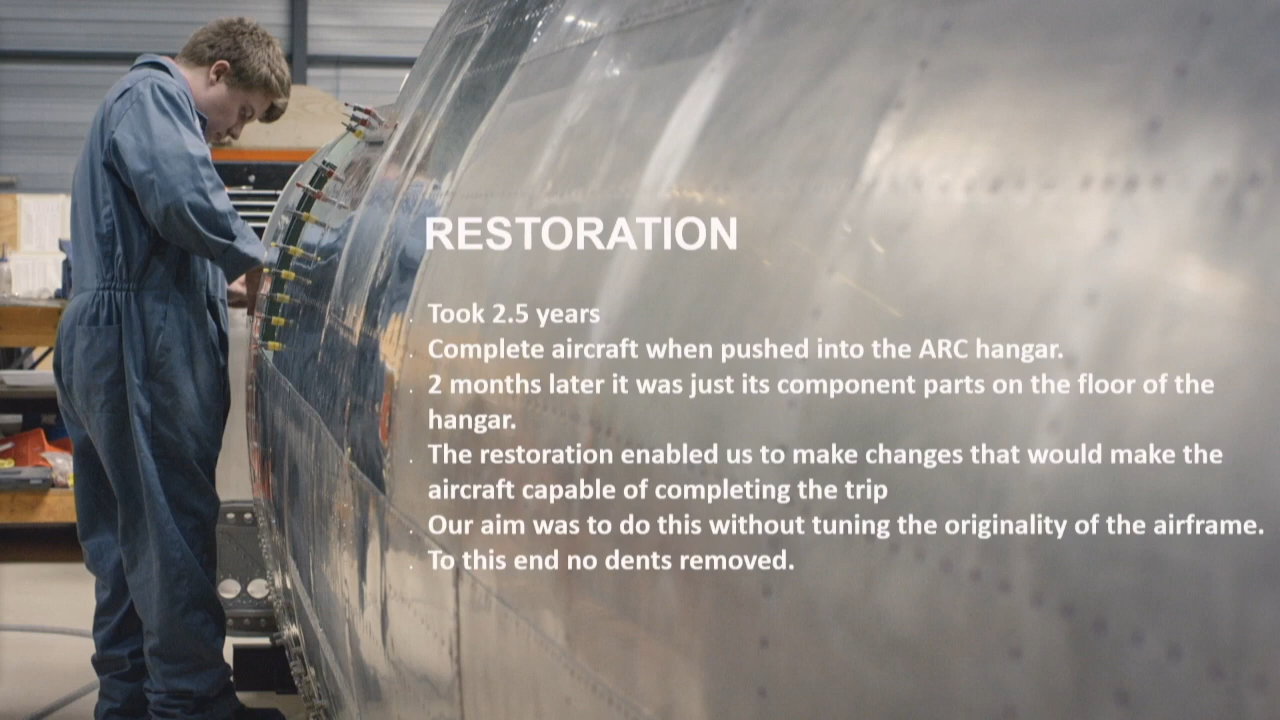 RESTORATION
. Took 2.5 years
. Complete aircraft when pushed into the ARC hangar.
. 2 months later it was just its component parts on the floor of the
hangar.
. The restoration enabled us to make changes that would make the
aircraft capable of completing the trip
. Our aim was to do this without tuning the originality of the airframe.
. To this end no dents removed.